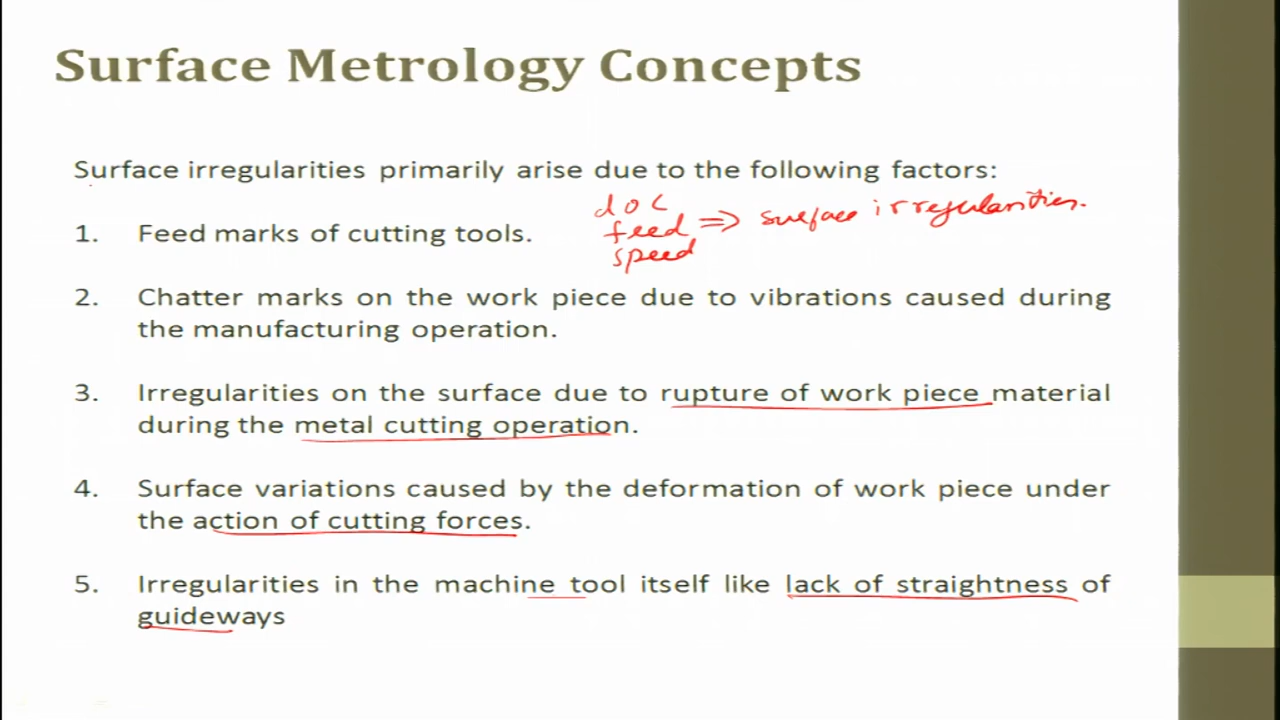 Surface Metrology Concepts
Surface irregularities primarily arise due to the following factors:
doc
feed => surface irregularities.
speed
1. Feed marks of cutting tools.
2. Chatter marks on the work piece due to vibrations caused during
the manufacturing operation.
3. Irregularities on the surface due to rupture of work piece material
during the metal cutting operation.
4. Surface variations caused by the deformation of work piece under
the action of cutting forces.
5. Irregularities in the machine tool itself like lack of straightness of
guideways